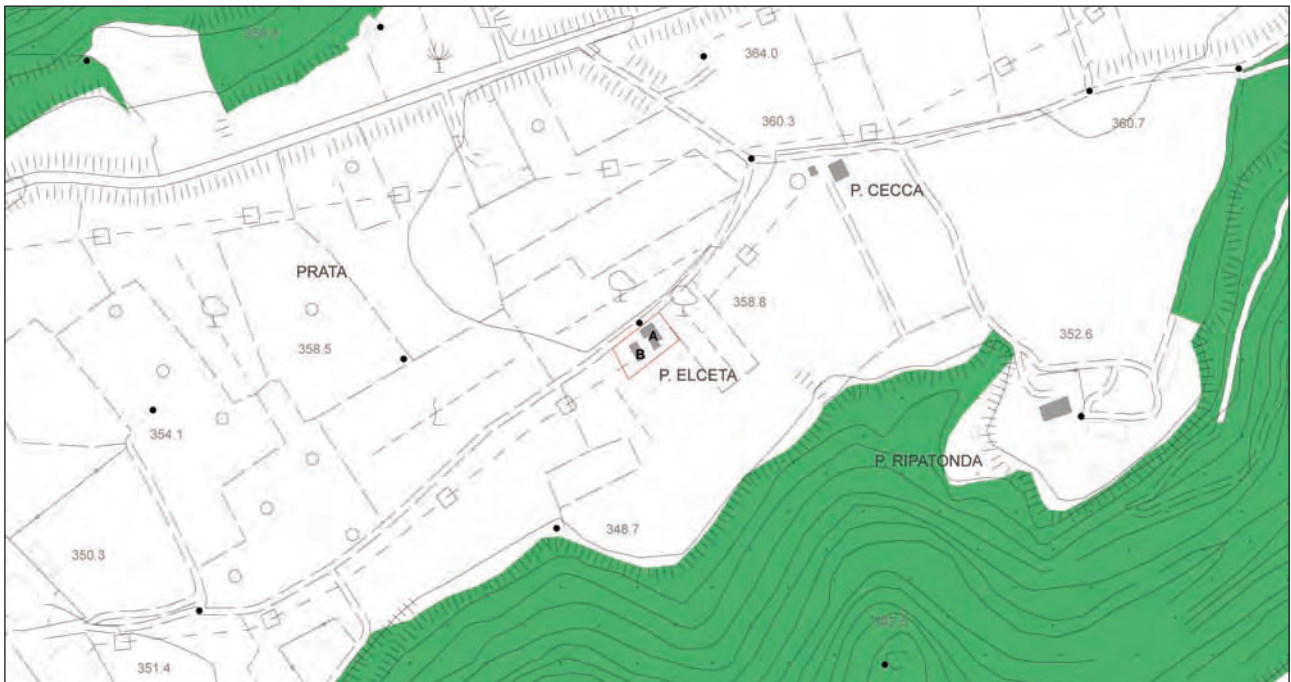 364.0
360.3
360.7
P. CECCA
PRATA
358.8
352.6
A
358.5
B
P. ELCETA
354.1
P. RIPATONDA
348.7
350.3
351.4